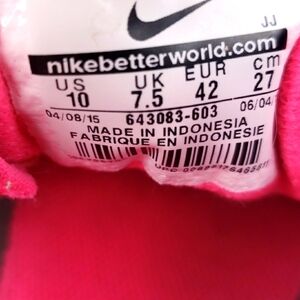 JJ
nikebetterworld.com
US UK EUR cm
10 7.5 42 27
04/08/15 643083-603 06/04/
MADE IN INDONESIA
FABRIQUE EN INDONESIE
UPC